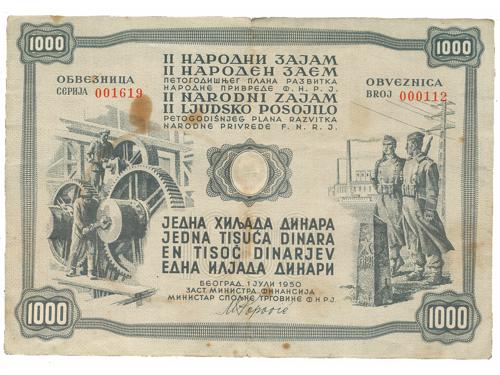 1000
1000
II НАРОДНИ ЗАЈАМ
II НАРОДЕН ЗАЕМ
ПЕТОГОДИШЊЕГ ПЛАНА РАЗВИТКА
НАРОДНЕ ПРИВРЕДЕ Ф.Н.Р.Ј.
II NARODNI ZAJAM
II LJUDSKO POSOJILO
PETOGODIŠNJEG PLANA RAZVITKA
NARODNE PRIVREDE F.N.R.J.
ОБВЕЗНИЦА
СЕРИЈА 001619
OBVEZNICA
BROJ 000112
ЈЕДНА ХИЉАДА ДИНАРА
JEDNA TISUĆA DINARA
EN TISOČ DINARJEV
ЕДНА ИЛЈАДА ДИНАРИ
БЕОГРАД, 1 ЈУЛИ 1950
ЗАСТ. МИНИСТРА ФИНАНСИЈА
МИНИСТАР СПОЉНЕ ТРГОВИНЕ Ф.Н.Р.Ј.
1000
1000